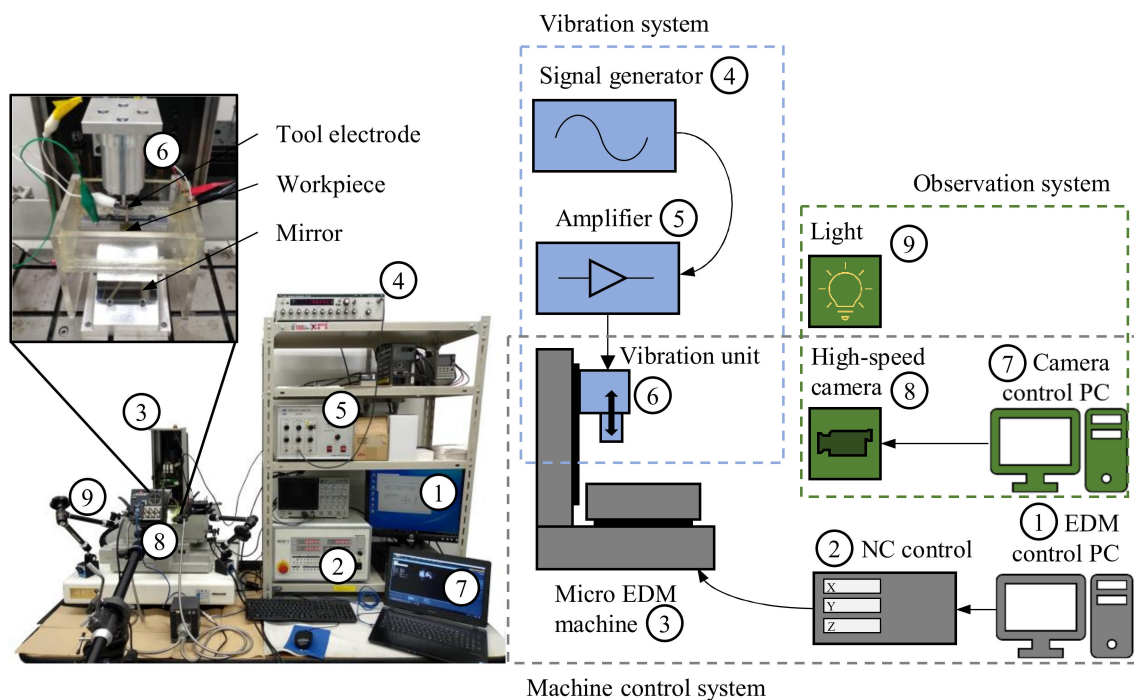 Vibration system
Signal generator 4
Tool electrode
6
Workpiece
Mirror
Amplifier 5
Observation system
Light
9
4
Vibration unit
6
High-speed
camera 8
7 Camera
control PC
3
5
1
9
8
2
7
1 EDM
control PC
2 NC control
X
Y
Z
Micro EDM
machine 3
Machine control system